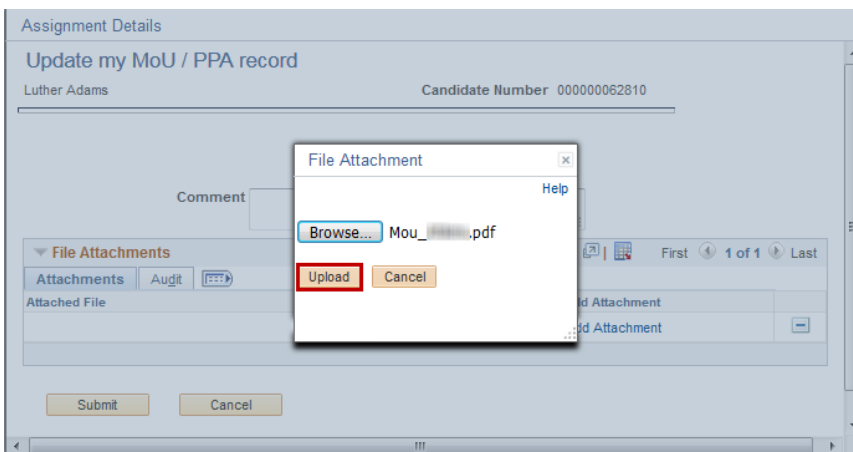 Assignment Details
Update my MoU / PPA record
Luther Adams Candidate Number 000000062810
File Attachment
Help
Comment
Browse... Mou_ .pdf
File Attachments First 1 of 1 Last
Upload Cancel
Attachments Audit
Attached File dd Attachment
dd Attachment
Submit Cancel